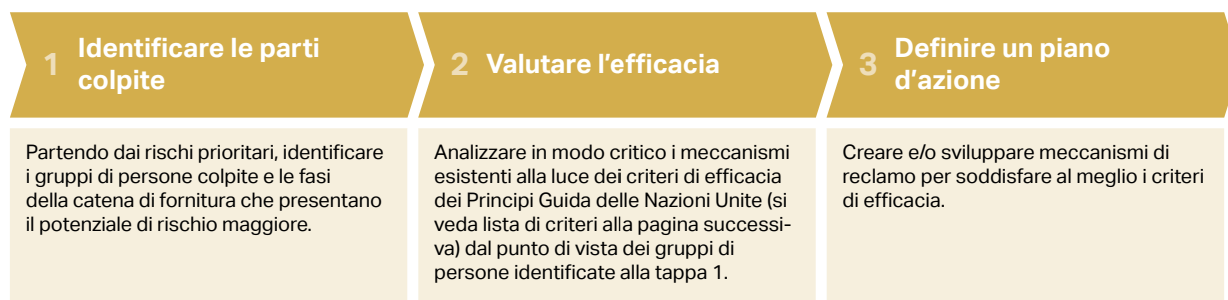 1 Identificare le parti
colpite
Partendo dai rischi prioritari, identificare
i gruppi di persone colpite e le fasi
della catena di fornitura che presentano
il potenziale di rischio maggiore.
2 Valutare l’efficacia
Analizzare in modo critico i meccanismi
esistenti alla luce dei criteri di efficacia
dei Principi Guida delle Nazioni Unite (si
veda lista di criteri alla pagina successi-
va) dal punto di vista dei gruppi di
persone identificate alla tappa 1.
3 Definire un piano
d’azione
Creare e/o sviluppare meccanismi di
reclamo per soddisfare al meglio i criteri
di efficacia.